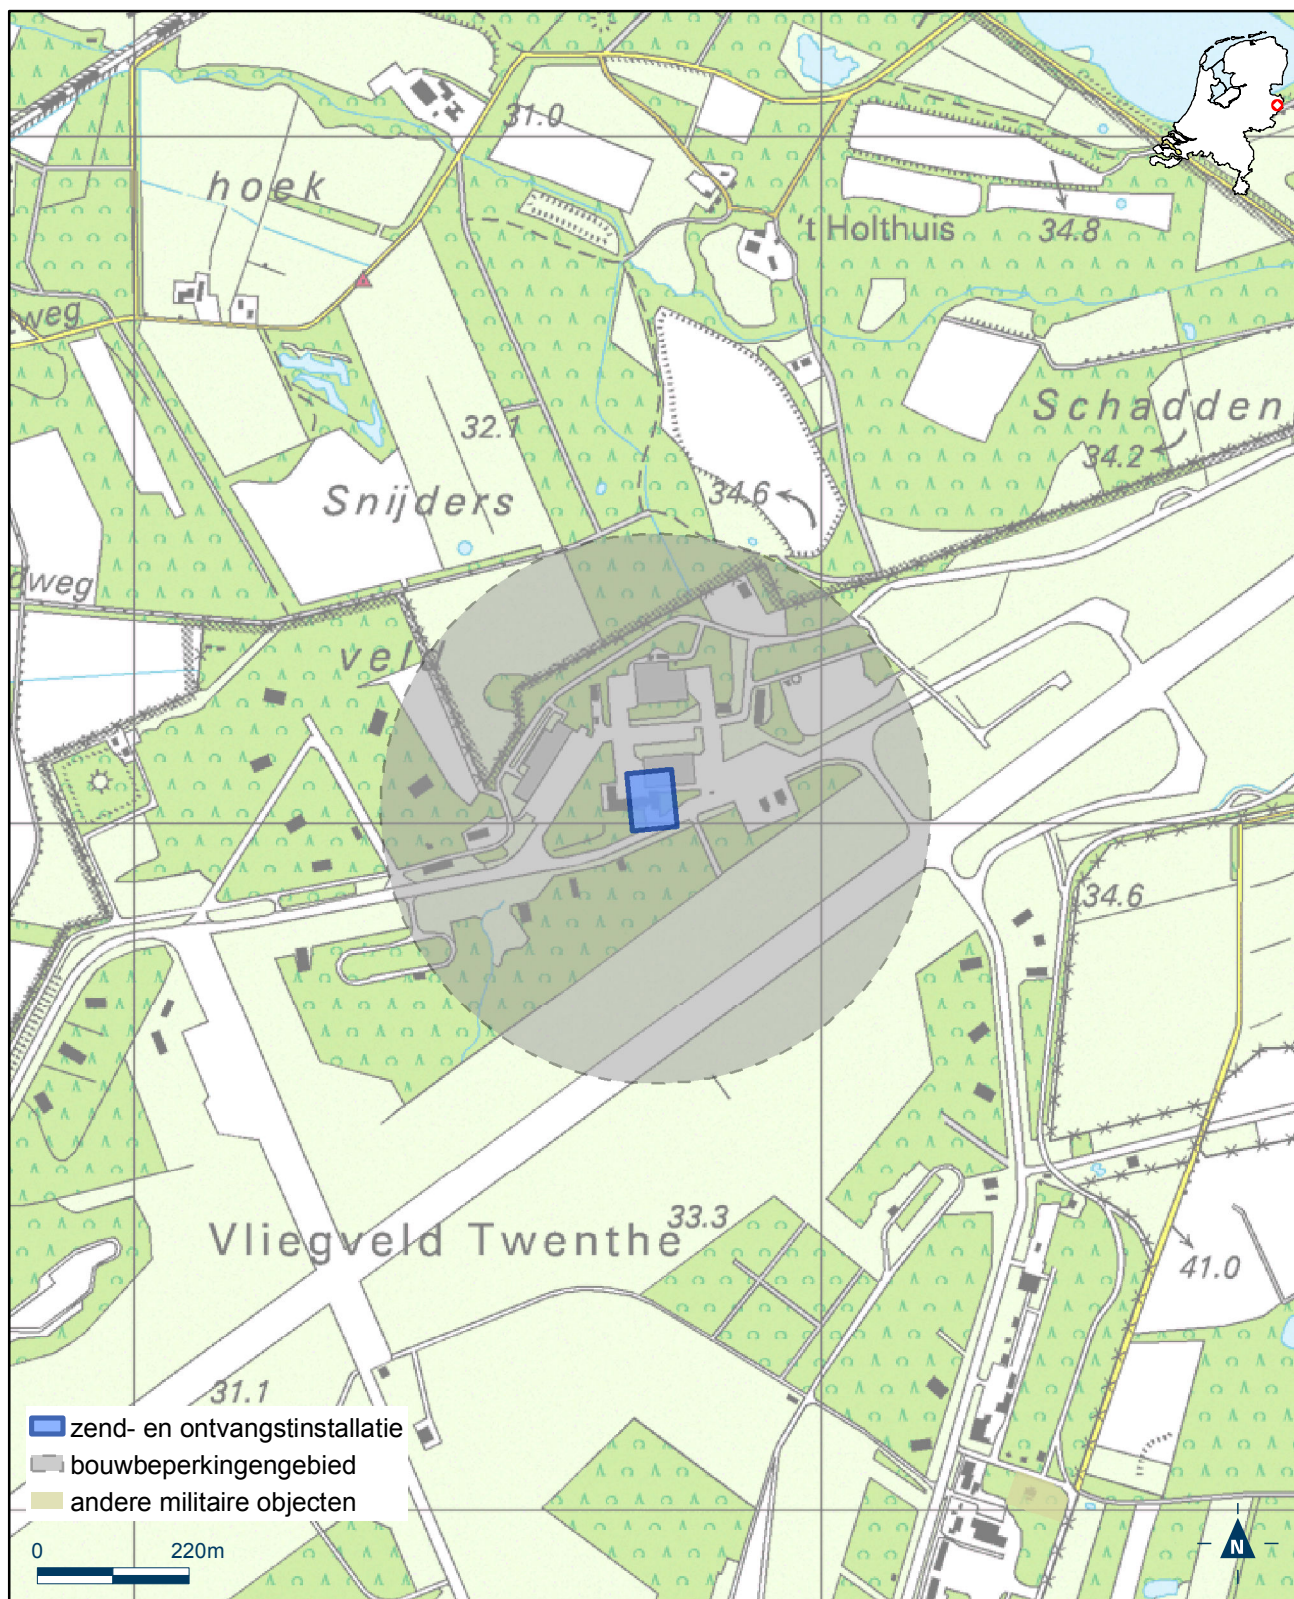 31.0
hoek
't Holthuis
34.8
weg
Schadden
32.1
34.2
34.6
Snijders
dweg
veld
34.6
33.3
Vliegveld Twenthe
41.0
31.1
zend- en ontvangstinstallatie
bouwbeperkingengebied
andere militaire objecten
0 220m
N